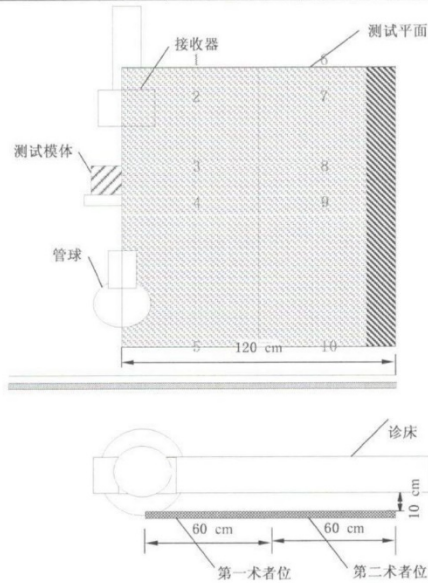 测试平面
接收器
1 6
2 7
测试模体
3 8
4 9
管球
5 120 cm 10
诊床
10 cm
60 cm 60 cm
第一术者位 第二术者位